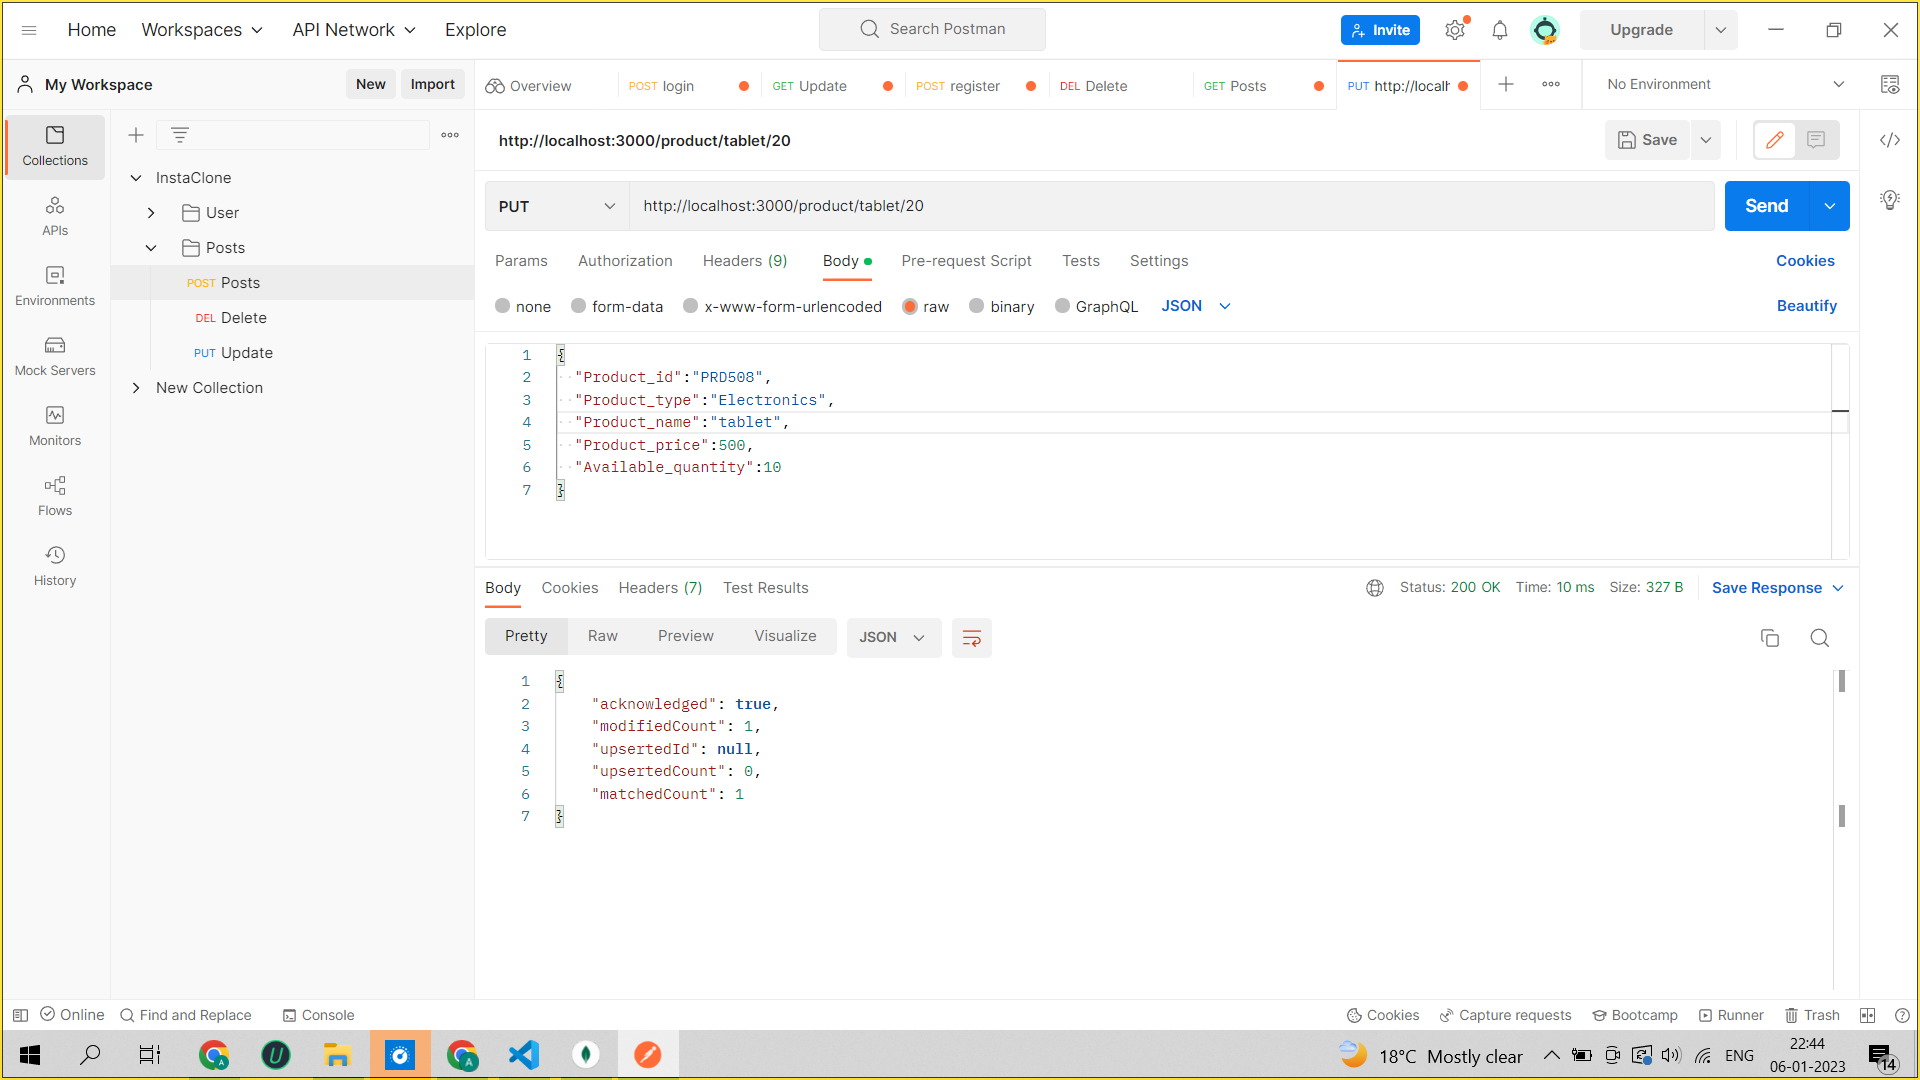 Home Workspaces API Network Explore Search Postman Invite Upgrade
My Workspace New Import Overview POST login GET Update POST register DEL Delete GET Posts PUT http://localh No Environment
Collections
APIs
Environments
Mock Servers
Monitors
Flows
History
InstaClone
User
Posts
POST Posts
DEL Delete
PUT Update
New Collection
http://localhost:3000/product/tablet/20 Save
PUT http://localhost:3000/product/tablet/20 Send
Params Authorization Headers (9) Body Pre-request Script Tests Settings Cookies
none form-data x-www-form-urlencoded raw binary GraphQL JSON Beautify
1 {
2 "Product_id":"PRD508",
3 "Product_type":"Electronics",
4 "Product_name":"tablet",
5 "Product_price":500,
6 "Available_quantity":10
7 }
Body Cookies Headers (7) Test Results Status: 200 OK Time: 10 ms Size: 327 B Save Response
Pretty Raw Preview Visualize JSON
1 {
2 "acknowledged": true,
3 "modifiedCount": 1,
4 "upsertedId": null,
5 "upsertedCount": 0,
6 "matchedCount": 1
7 }
Online Find and Replace Console Cookies Capture requests Bootcamp Runner Trash
18°C Mostly clear ENG 22:44
06-01-2023 14